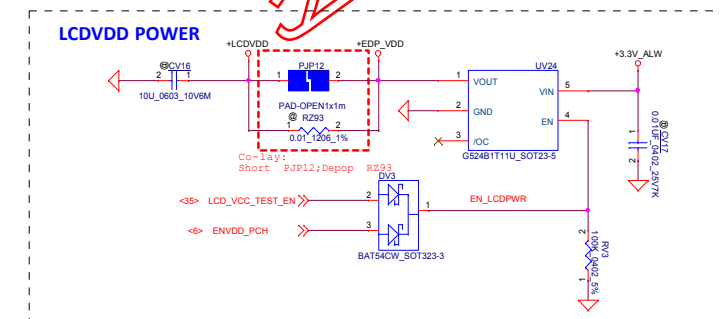 LCDVDD POWER
+LCDVDD
+EDP_VDD
+3.3V_ALW
@CV16
2 1
10U_0603_10V6M
PJP12
1 2
PAD-OPEN1x1m
@ RZ93
1 2
0.01_1206_1%
Co-lay:
Short PJP12;Depop RZ93
UV24
1 VOUT
VIN 5
2 GND
EN 4
3 /OC
G524B1T11U_SOT23-5
@CV17
0.01UF_0402_25V7K
1
2
DV3
<35> LCD_VCC_TEST_EN
2
<6> ENVDD_PCH
3
1
EN_LCDPWR
BAT54CW_SOT323-3
RV3
100K_0402_5%
2
1